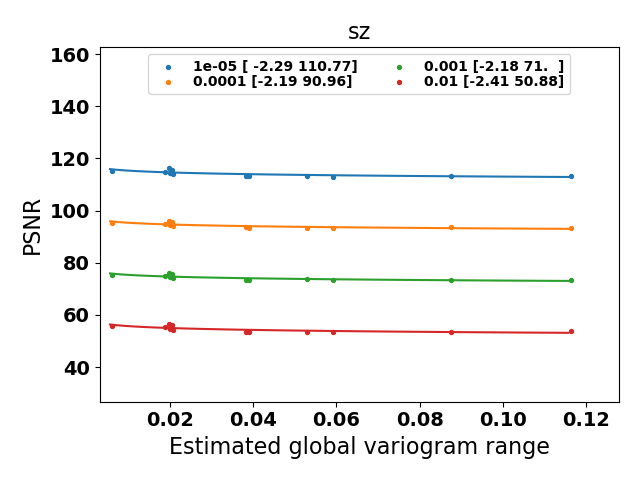 sz
1e-05 [ -2.29 110.77]
0.0001 [-2.19 90.96]
0.001 [-2.18 71.  ]
0.01 [-2.41 50.88]
160
140
120
100
80
60
40
PSNR
0.02 0.04 0.06 0.08 0.10 0.12
Estimated global variogram range